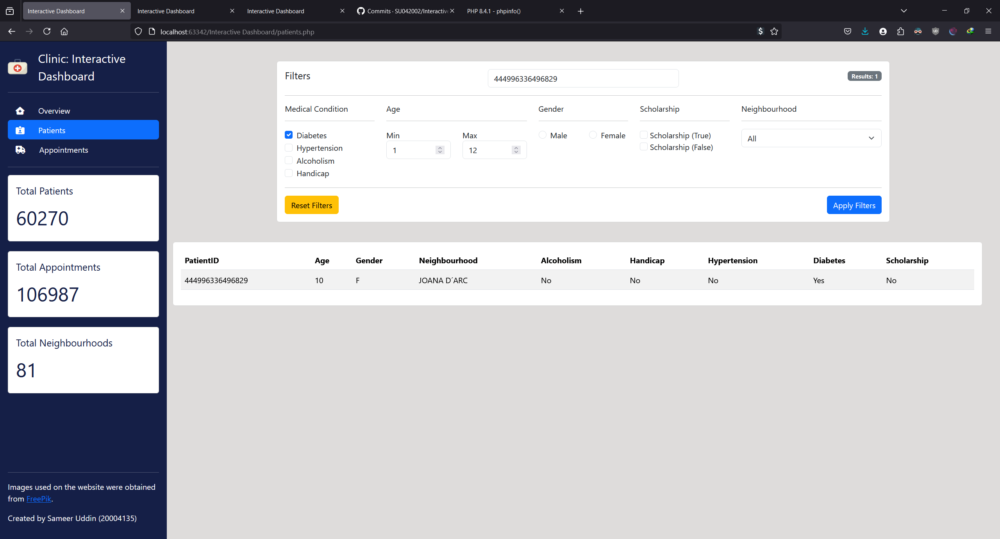 Interactive Dashboard
Interactive Dashboard
Interactive Dashboard
Commits · SU042002/Interactive
PHP 8.4.1 - phpinfo()
localhost:63342/Interactive Dashboard/patients.php
Clinic: Interactive
Dashboard
Overview
Patients
Appointments
Total Patients
60270
Total Appointments
106987
Total Neighbourhoods
81
Images used on the website were obtained
from FreePik.
Created by Sameer Uddin (20004135)
Filters
444996336496829
Results: 1
Medical Condition
Diabetes
Hypertension
Alcoholism
Handicap
Age
Min Max
1 12
Gender
Male Female
Scholarship
Scholarship (True)
Scholarship (False)
Neighbourhood
All
Reset Filters
Apply Filters
PatientID Age Gender Neighbourhood Alcoholism Handicap Hypertension Diabetes Scholarship
444996336496829 10 F JOANA D´ARC No No No Yes No